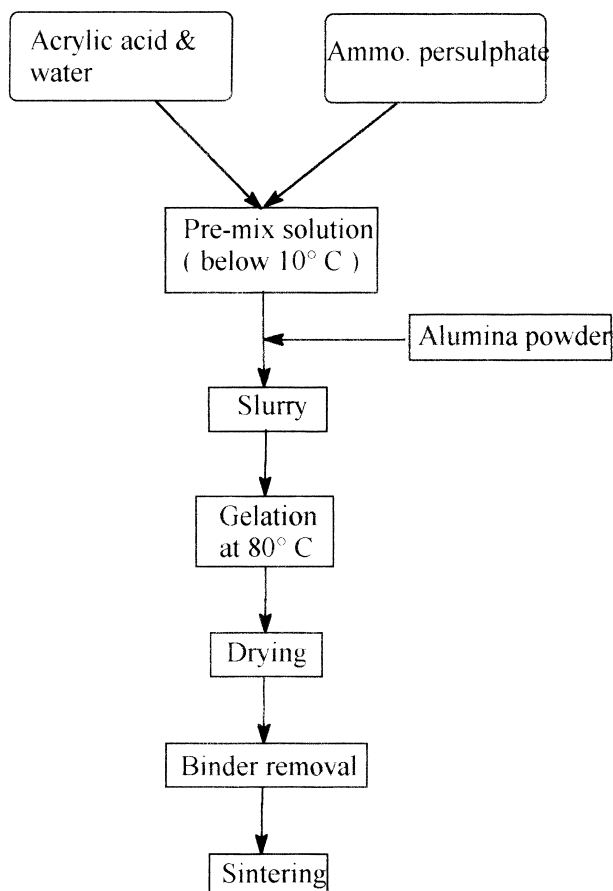 Acrylic acid &
water
Ammo. persulphate
Pre-mix solution
( below 10° C )
Alumina powder
Slurry
Gelation
at 80° C
Drying
Binder removal
Sintering